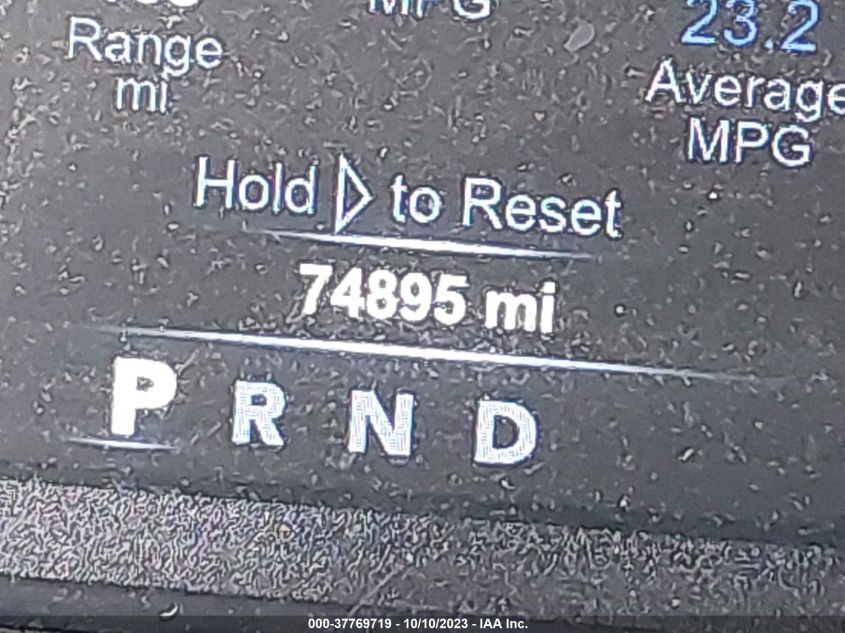 Range
mi
MPG
23.2
Average
MPG
Hold ▷ to Reset
74895 mi
P R N D
000-37769719 - 10/10/2023 - IAA Inc.